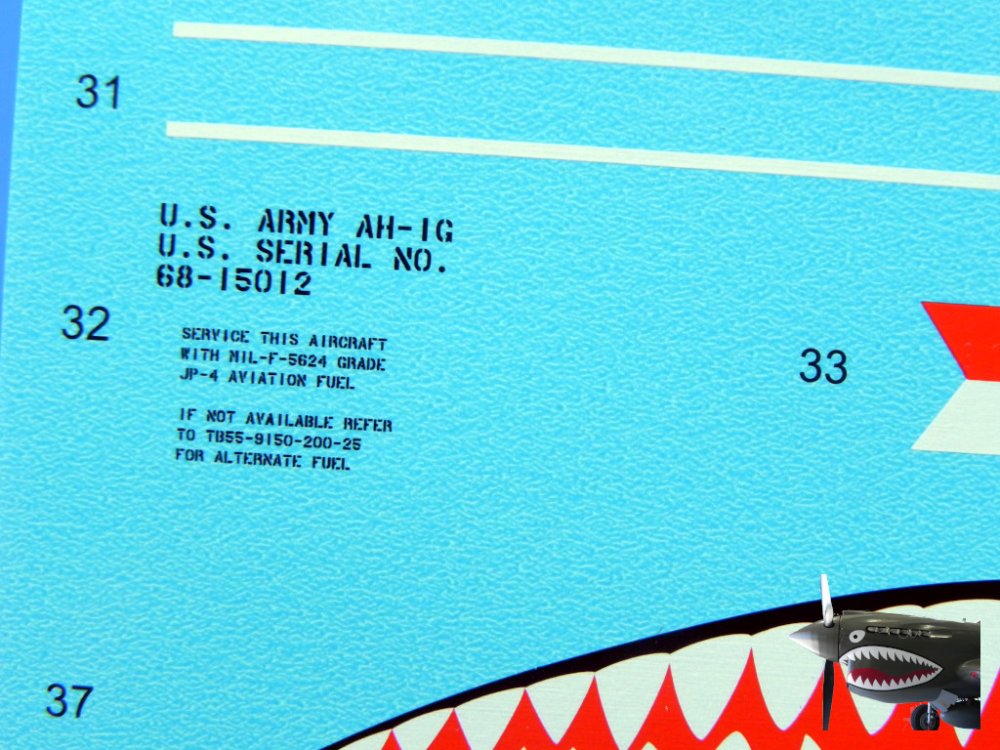 31
U.S. ARMY AH-1G
U.S. SERIAL NO.
68-15012
32
SERVICE THIS AIRCRAFT
WITH MIL-F-5624 GRADE
JP-4 AVIATION FUEL
33
IF NOT AVAILABLE REFER
TO TB55-9150-200-25
FOR ALTERNATE FUEL
37